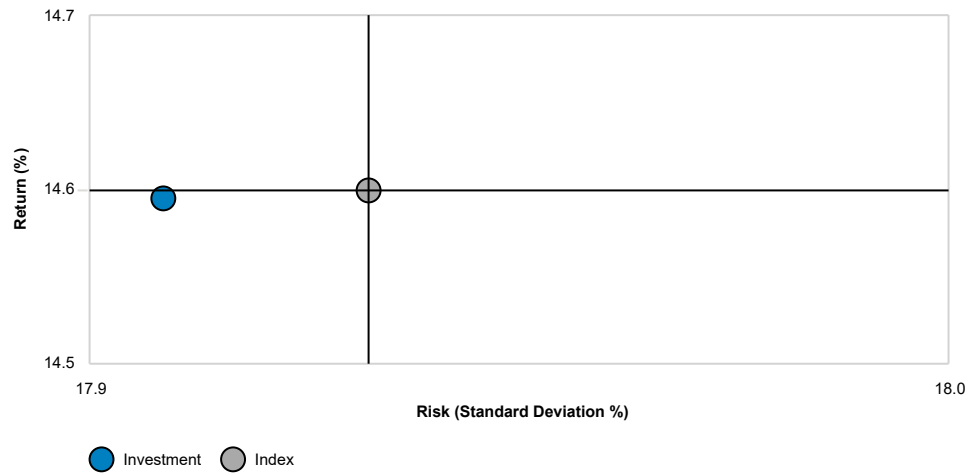 14.7
14.6
14.5
Return (%)
17.9 18.0
Risk (Standard Deviation %)
Investment Index